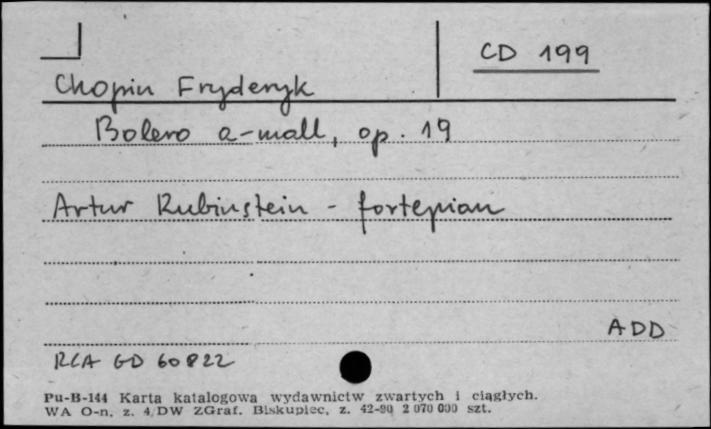 CD 199
Chopin Fryderyk
Bolero a-moll, op. 19
Artur Rubinstein - fortepian
ADD
RCA GD 60822
Pu-B-144 Karta katalogowa wydawnictw zwartych i ciągłych.
WA O-n. z. 4/DW ZGraf. Biskupiec, z. 42-90 2 070 000 szt.